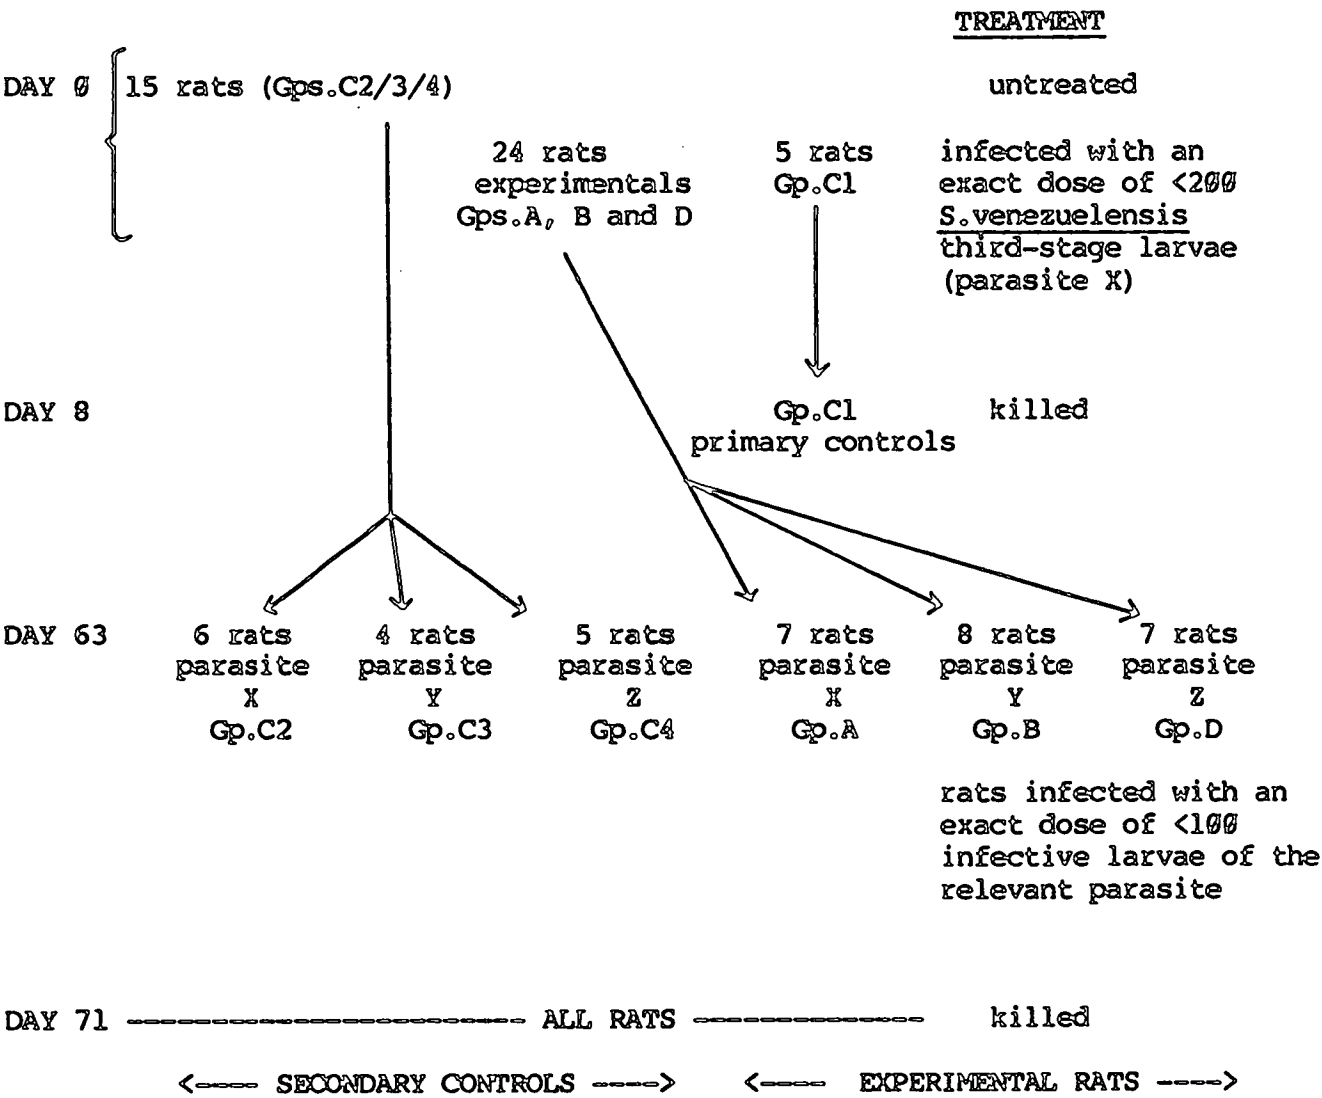 TREATMENT
DAY 0 15 rats (Gps.C2/3/4) untreated
24 rats 5 rats infected with an
experimentals Gp.C1 exact dose of <200
Gps.A, B and D S.venezuelensis
third-stage larvae
(parasite X)
DAY 8 Gp.C1 killed
primary controls
DAY 63 6 rats 4 rats 5 rats 7 rats 8 rats 7 rats
parasite parasite parasite parasite parasite parasite
X Y Z X Y Z
Gp.C2 Gp.C3 Gp.C4 Gp.A Gp.B Gp.D
rats infected with an
exact dose of <100
infective larvae of the
relevant parasite
DAY 71 ---------------------- ALL RATS ------------- killed
<---- SECONDARY CONTROLS ----> <---- EXPERIMENTAL RATS ---->